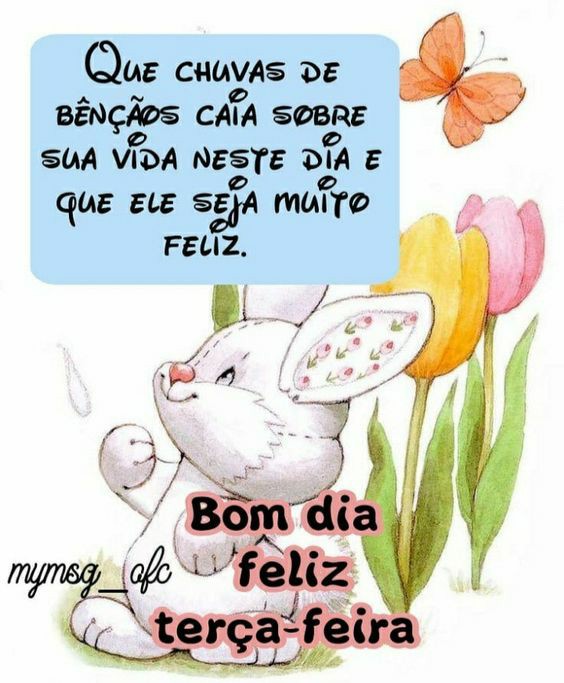 Que chuvas de
bênçãos caia sobre
sua vida neste dia e
que ele seja muito
feliz.
Bom dia
mymsg_ofc feliz
terça-feira